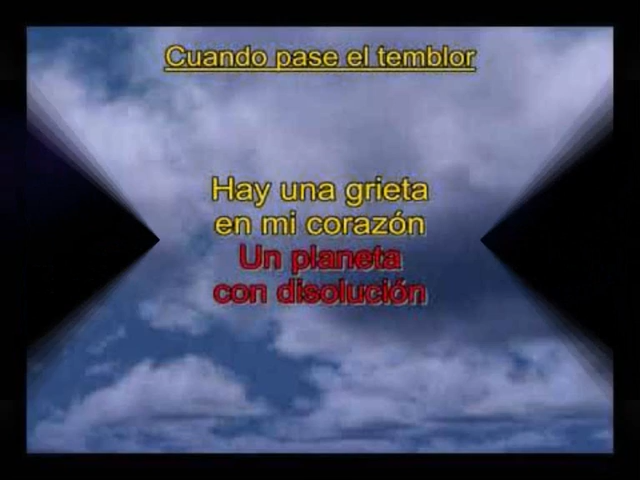 Cuando pase el temblor
Hay una grieta
en mi corazón
Un planeta
con disolución